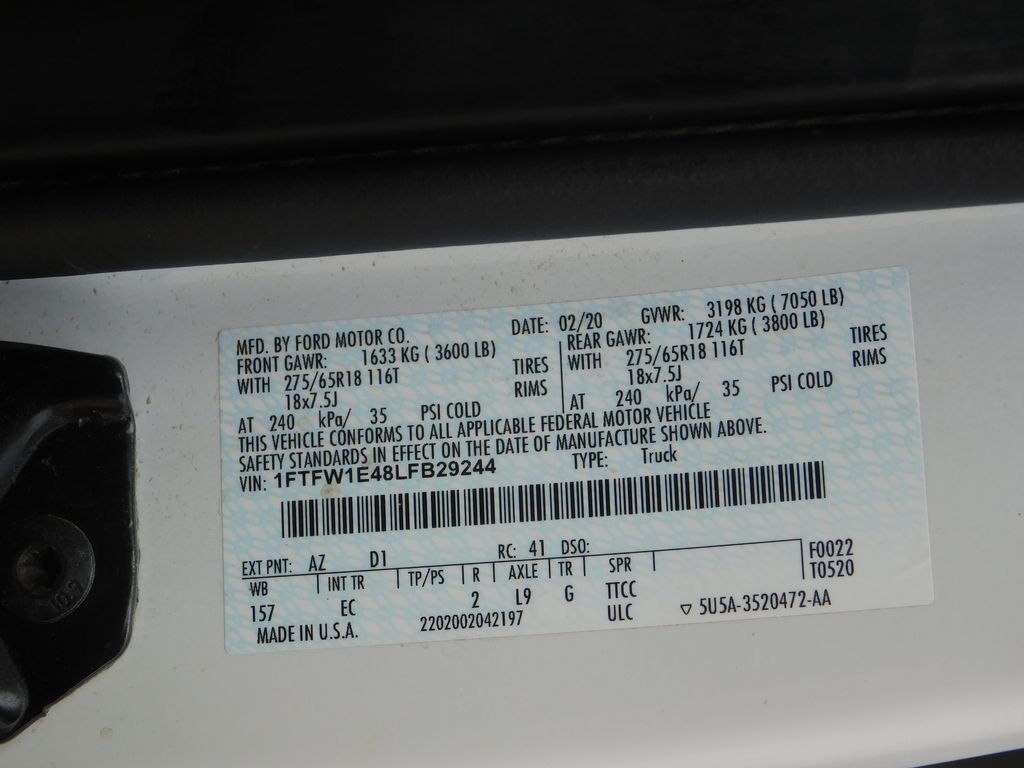 MFD. BY FORD MOTOR CO. DATE: 02/20 GVWR: 3198 KG ( 7050 LB)
FRONT GAWR: 1633 KG ( 3600 LB) REAR GAWR: 1724 KG ( 3800 LB)
WITH 275/65R18 116T TIRES WITH 275/65R18 116T TIRES
18x7.5J RIMS 18x7.5J RIMS
AT 240 kPa/ 35 PSI COLD AT 240 kPa/ 35 PSI COLD
THIS VEHICLE CONFORMS TO ALL APPLICABLE FEDERAL MOTOR VEHICLE
SAFETY STANDARDS IN EFFECT ON THE DATE OF MANUFACTURE SHOWN ABOVE.
VIN: 1FTFW1E48LFB29244 TYPE: Truck
EXT PNT: AZ D1 RC: 41 DSO: F0022
WB INT TR TP/PS R AXLE TR SPR T0520
157 EC 2 L9 G TTCC
MADE IN U.S.A. 2202002042197 ULC ▽ 5U5A-3520472-AA